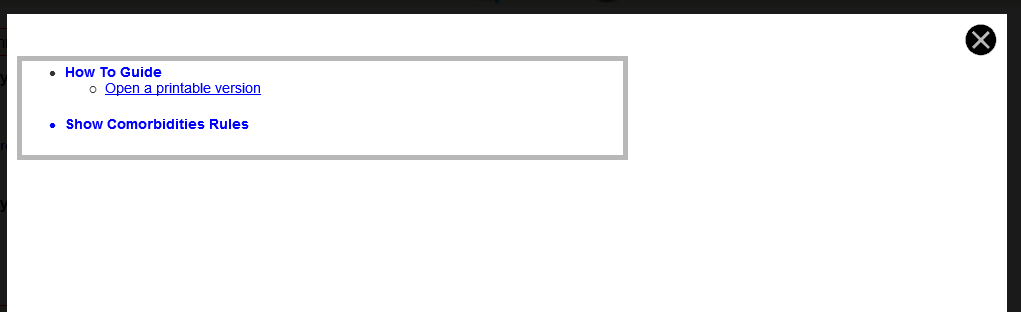 How To Guide
Open a printable version
Show Comorbidities Rules